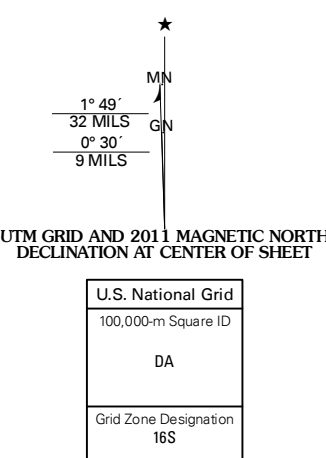 MN
1° 49´
32 MILS
GN
0° 30´
9 MILS
UTM GRID AND 2011 MAGNETIC NORTH
DECLINATION AT CENTER OF SHEET
U.S. National Grid
100,000-m Square ID
DA
Grid Zone Designation
16S